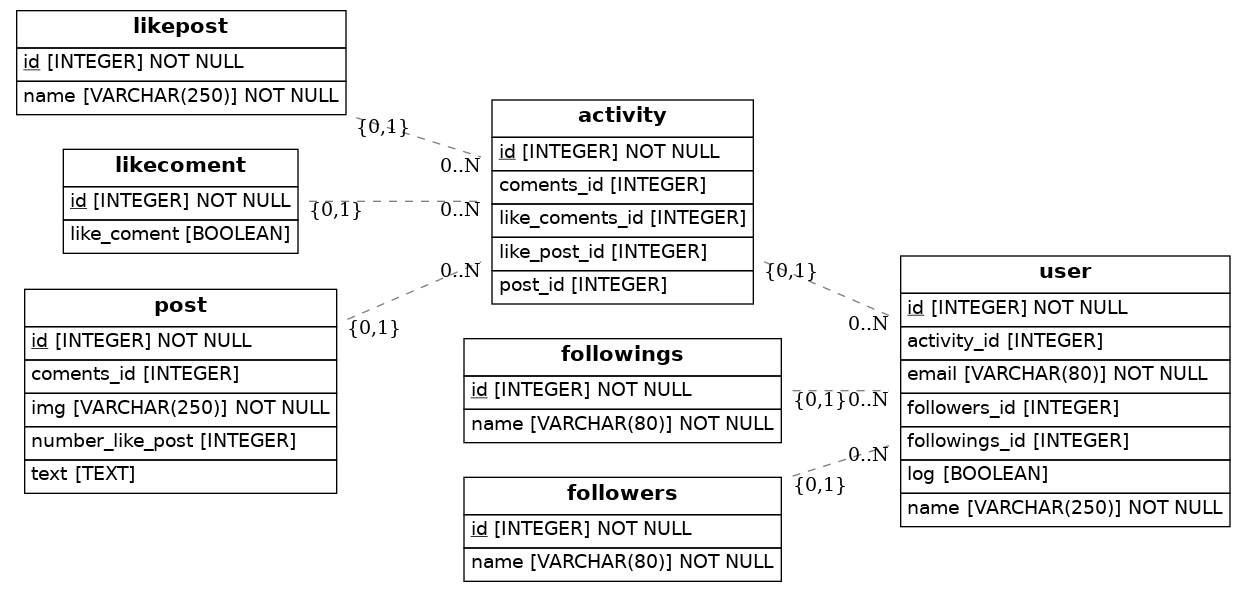 likepost
id [INTEGER] NOT NULL
name [VARCHAR(250)] NOT NULL
{0,1}
0..N
likecoment
id [INTEGER] NOT NULL
like_coment [BOOLEAN]
{0,1}
0..N
post
id [INTEGER] NOT NULL
coments_id [INTEGER]
img [VARCHAR(250)] NOT NULL
number_like_post [INTEGER]
text [TEXT]
{0,1}
0..N
activity
id [INTEGER] NOT NULL
coments_id [INTEGER]
like_coments_id [INTEGER]
like_post_id [INTEGER]
post_id [INTEGER]
{0,1}
0..N
followings
id [INTEGER] NOT NULL
name [VARCHAR(80)] NOT NULL
{0,1}
0..N
followers
id [INTEGER] NOT NULL
name [VARCHAR(80)] NOT NULL
{0,1}
0..N
user
id [INTEGER] NOT NULL
activity_id [INTEGER]
email [VARCHAR(80)] NOT NULL
followers_id [INTEGER]
followings_id [INTEGER]
log [BOOLEAN]
name [VARCHAR(250)] NOT NULL